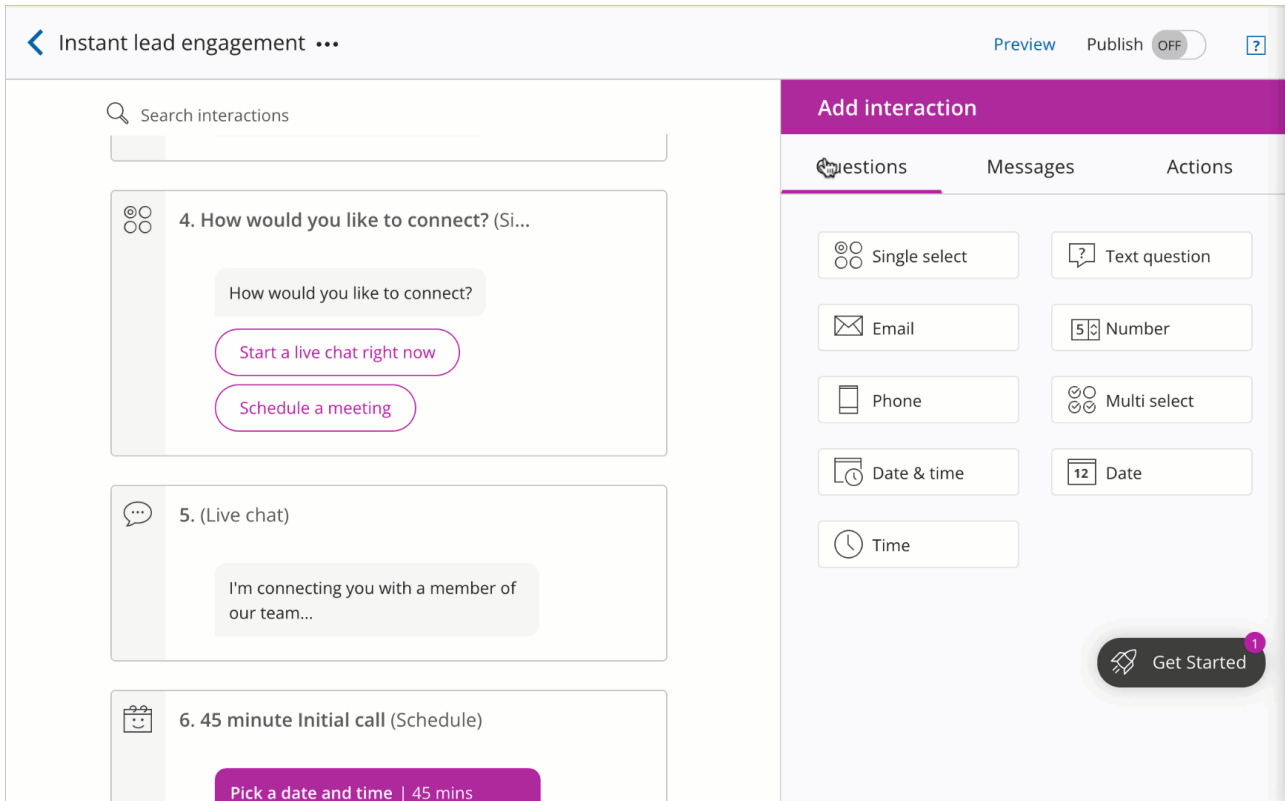 Instant lead engagement •••
Preview
Publish
OFF
?
Search interactions
4. How would you like to connect? (Si...
How would you like to connect?
Start a live chat right now
Schedule a meeting
5. (Live chat)
I'm connecting you with a member of
our team...
6. 45 minute Initial call (Schedule)
Pick a date and time | 45 mins
Add interaction
Questions
Messages
Actions
Single select
? Text question
Email
5 Number
Phone
Multi select
Date & time
12 Date
Time
1
Get Started